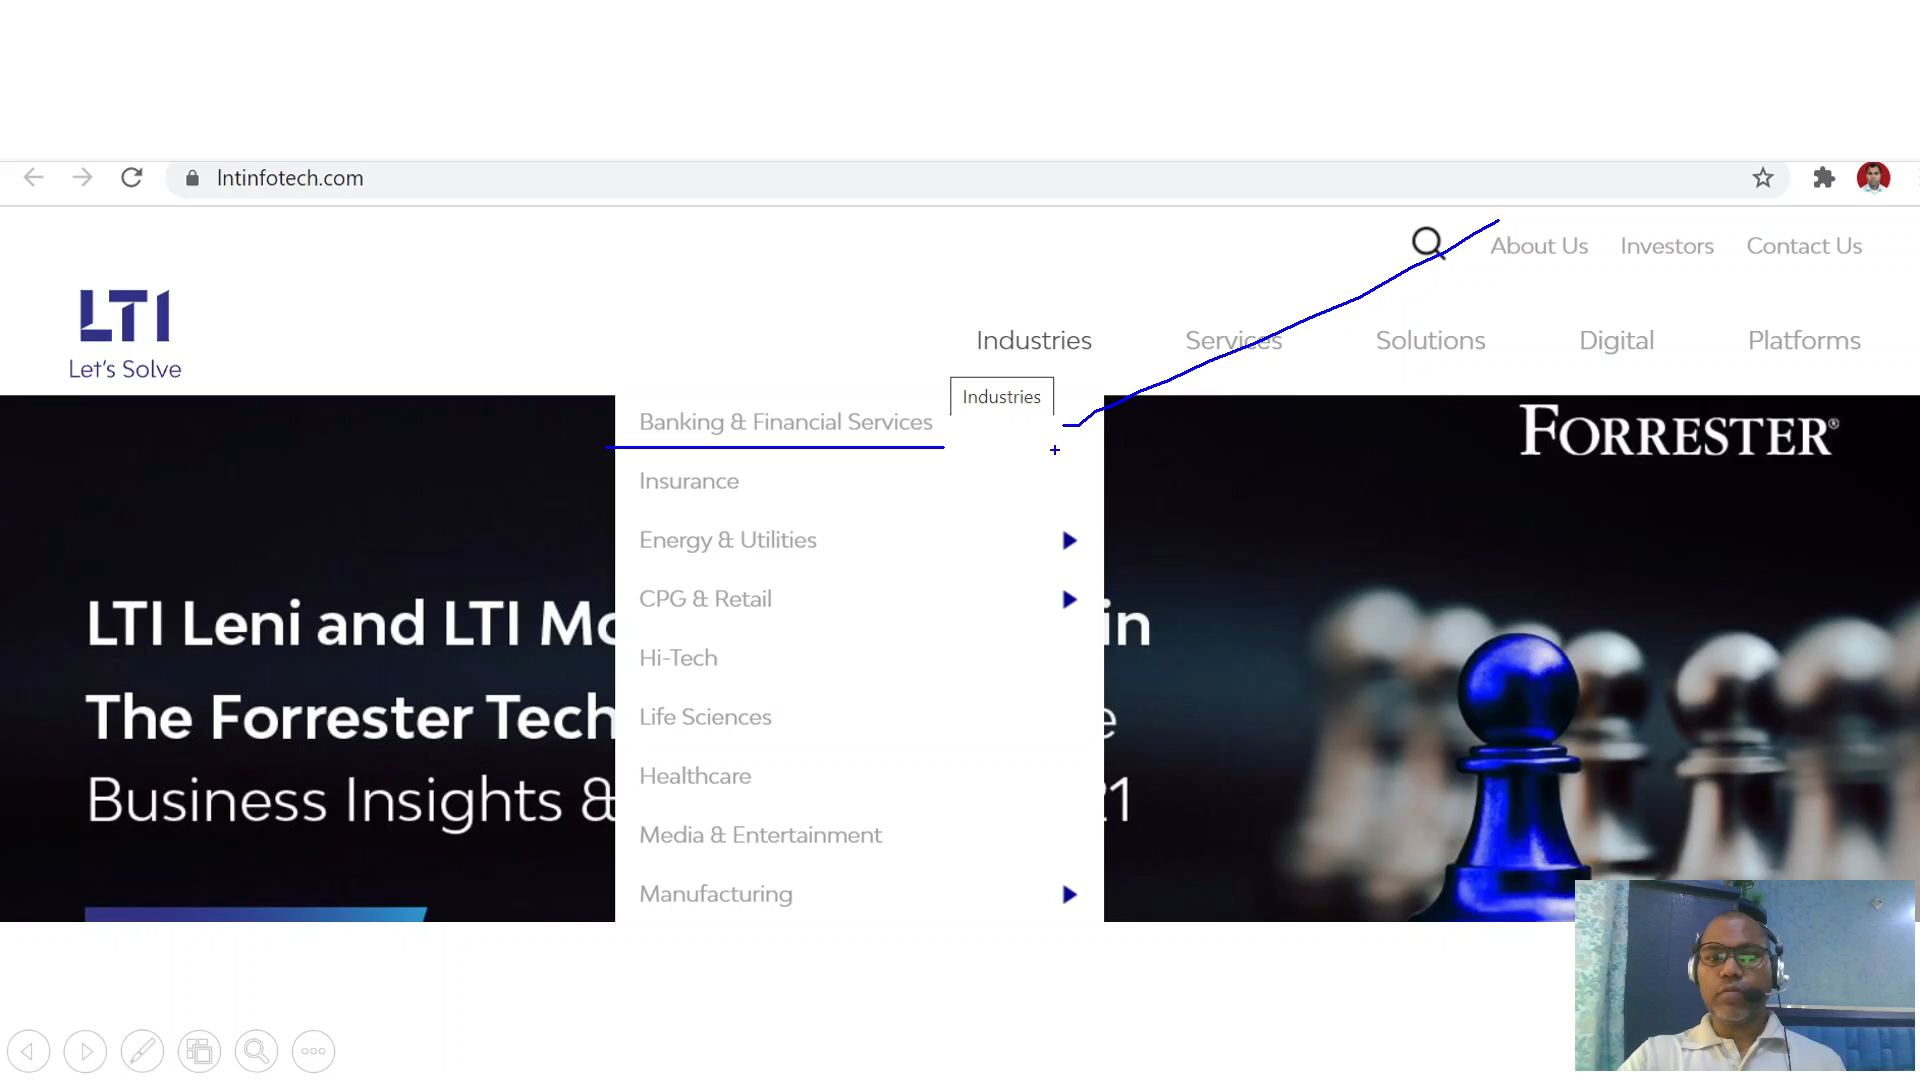 lntinfotech.com
About Us Investors Contact Us
LTI
Let's Solve
Industries Services Solutions Digital Platforms
Industries
Banking & Financial Services
Insurance
Energy & Utilities
CPG & Retail
Hi-Tech
Life Sciences
Healthcare
Media & Entertainment
Manufacturing
FORRESTER®
LTI Leni and LTI in
The Forrester Tech
Business Insights &